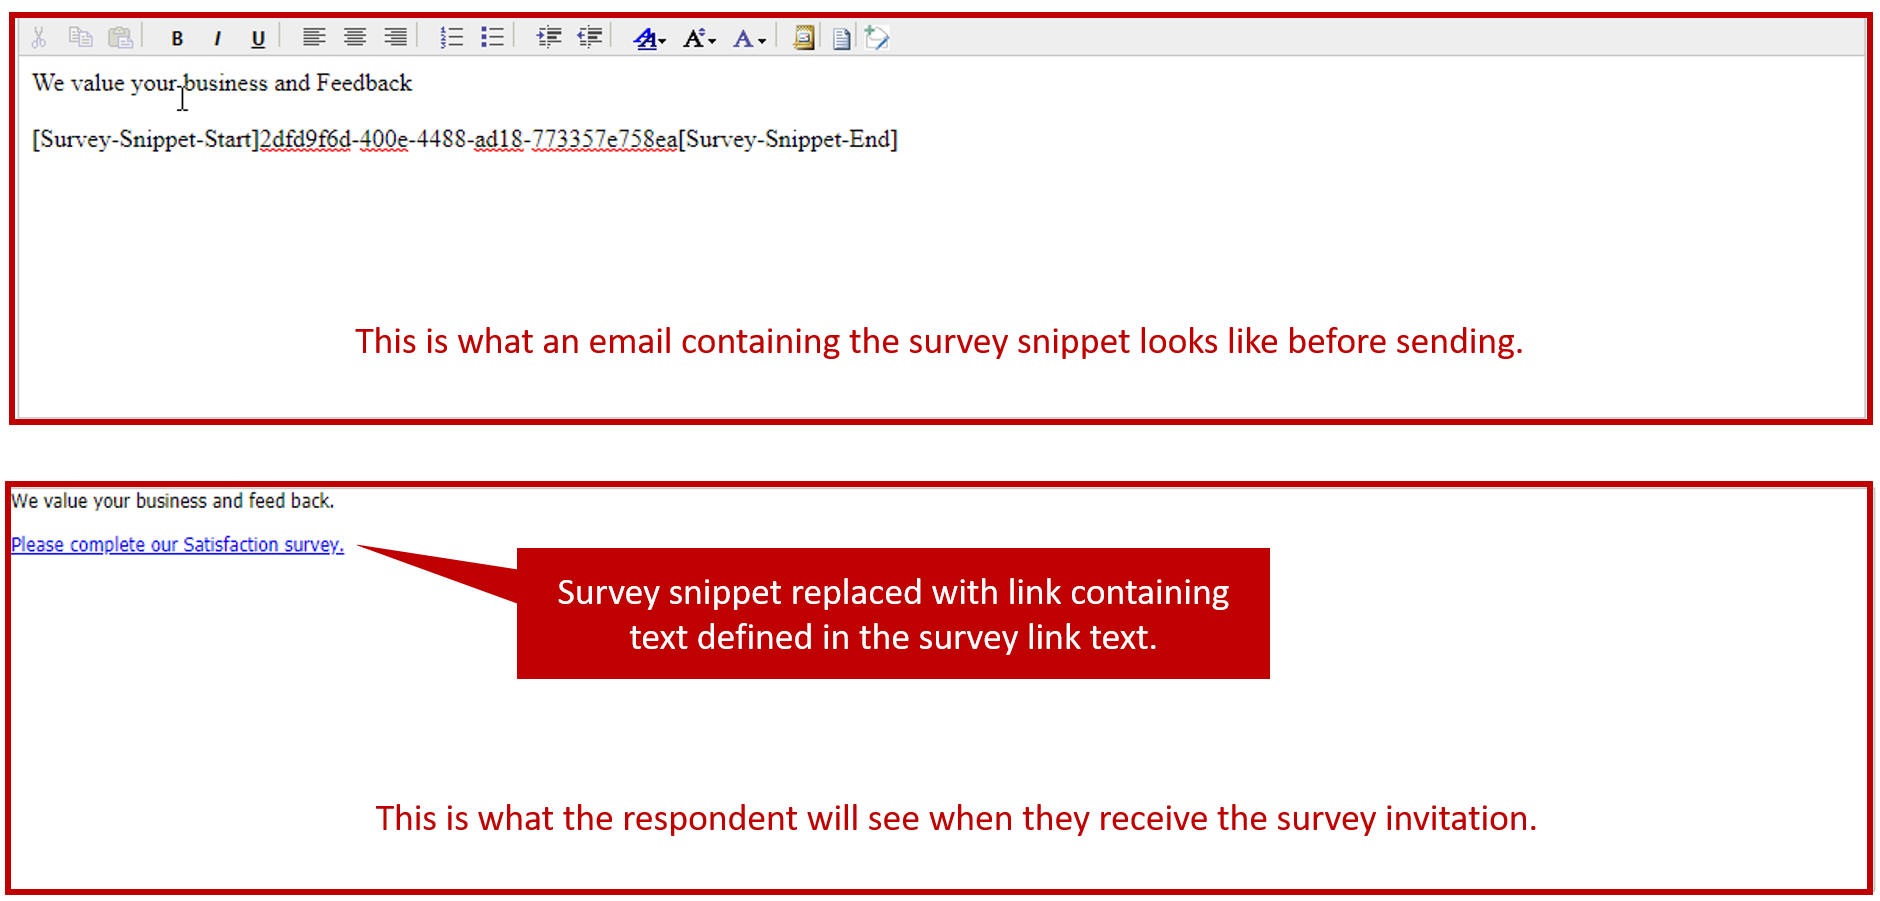 B I U
We value your business and Feedback
[Survey-Snippet-Start]2dfd9f6d-400e-4488-ad18-773357e758ea[Survey-Snippet-End]
This is what an email containing the survey snippet looks like before sending.
We value your business and feed back.
Please complete our Satisfaction survey.
Survey snippet replaced with link containing
text defined in the survey link text.
This is what the respondent will see when they receive the survey invitation.